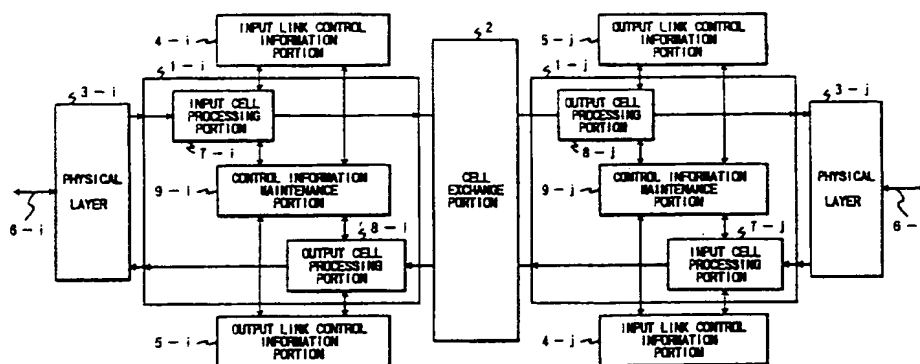 4 - i
INPUT LINK CONTROL
INFORMATION
PORTION
2
5 - j
OUTPUT LINK CONTROL
INFORMATION
PORTION
1 - i
1 - j
3 - i
3 - j
INPUT CELL
PROCESSING
PORTION
OUTPUT CELL
PROCESSING
PORTION
7 - i
8 - j
PHYSICAL
LAYER
9 - i
CONTROL INFORMATION
MAINTENANCE
PORTION
CELL
EXCHANGE
PORTION
9 - j
CONTROL INFORMATION
MAINTENANCE
PORTION
PHYSICAL
LAYER
6 - i
6 -
8 - i
7 - j
OUTPUT CELL
PROCESSING
PORTION
INPUT CELL
PROCESSING
PORTION
5 - i
OUTPUT LINK CONTROL
INFORMATION
PORTION
4 - j
INPUT LINK CONTROL
INFORMATION
PORTION